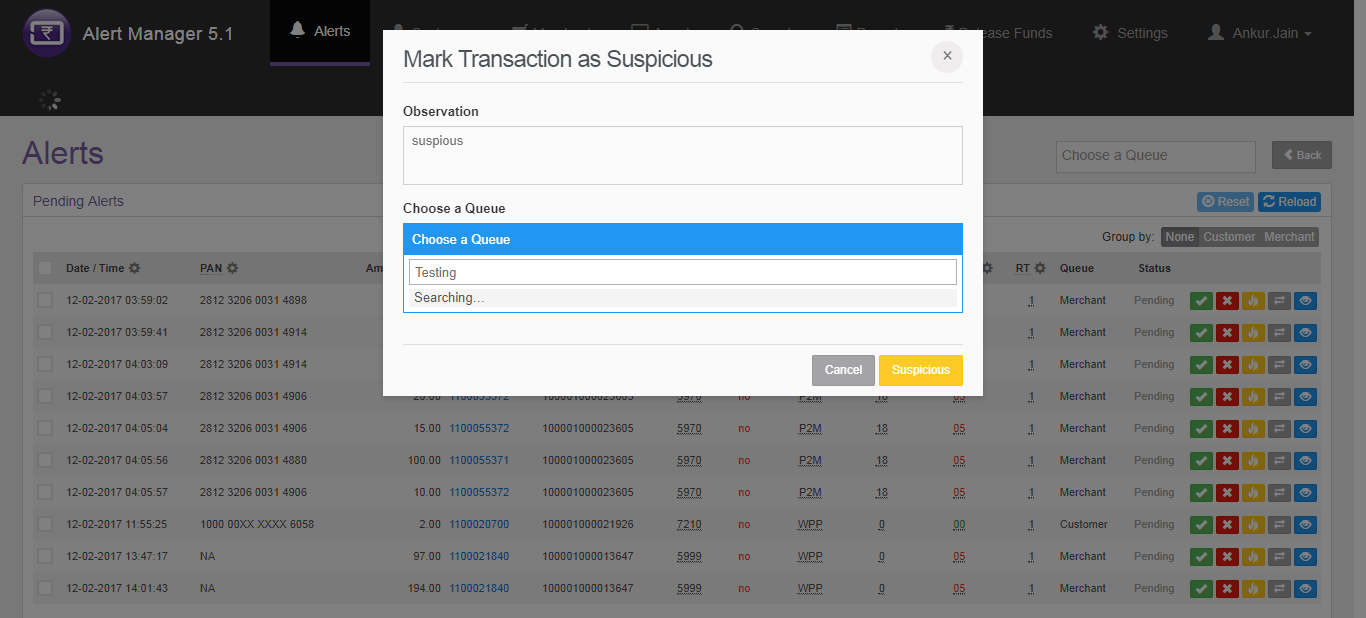 Alert Manager 5.1
Alerts
Release Funds
Settings
Ankur.Jain
Mark Transaction as Suspicious
×
Observation
suspious
Choose a Queue
Choose a Queue
Testing
Searching…
Cancel
Suspicious
Alerts
Choose a Queue
Back
Pending Alerts
Reset Reload
Group by: None Customer Merchant
Date / Time PAN Am RT Queue Status
12-02-2017 03:59:02 2812 3206 0031 4898 1 Merchant Pending
12-02-2017 03:59:41 2812 3206 0031 4914 1 Merchant Pending
12-02-2017 04:03:09 2812 3206 0031 4914 1 Merchant Pending
12-02-2017 04:03:57 2812 3206 0031 4906 20.00 1100055372 100001000023605 5970 no P2M 18 05 1 Merchant Pending
12-02-2017 04:05:04 2812 3206 0031 4906 15.00 1100055372 100001000023605 5970 no P2M 18 05 1 Merchant Pending
12-02-2017 04:05:56 2812 3206 0031 4880 100.00 1100055371 100001000023605 5970 no P2M 18 05 1 Merchant Pending
12-02-2017 04:05:57 2812 3206 0031 4906 10.00 1100055372 100001000023605 5970 no P2M 18 05 1 Merchant Pending
12-02-2017 11:55:25 1000 00XX XXXX 6058 2.00 1100020700 100001000021926 7210 no WPP 0 00 1 Customer Pending
12-02-2017 13:47:17 NA 97.00 1100021840 100001000013647 5999 no WPP 0 05 1 Merchant Pending
12-02-2017 14:01:43 NA 194.00 1100021840 100001000013647 5999 no WPP 0 05 1 Merchant Pending